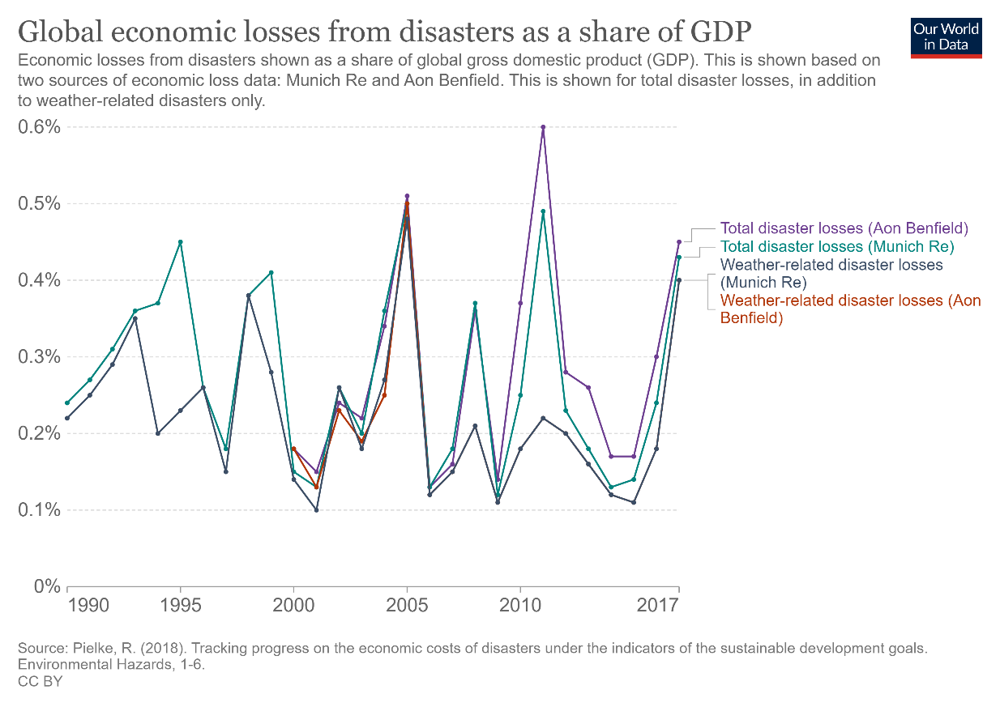 Global economic losses from disasters as a share of GDP
Our World
in Data
Economic losses from disasters shown as a share of global gross domestic product (GDP). This is shown based on
two sources of economic loss data: Munich Re and Aon Benfield. This is shown for total disaster losses, in addition
to weather-related disasters only.
0.6%
0.5%
0.4%
0.3%
0.2%
0.1%
0%
Total disaster losses (Aon Benfield)
Total disaster losses (Munich Re)
Weather-related disaster losses
(Munich Re)
Weather-related disaster losses (Aon
Benfield)
1990 1995 2000 2005 2010 2017
Source: Pielke, R. (2018). Tracking progress on the economic costs of disasters under the indicators of the sustainable development goals.
Environmental Hazards, 1-6.
CC BY